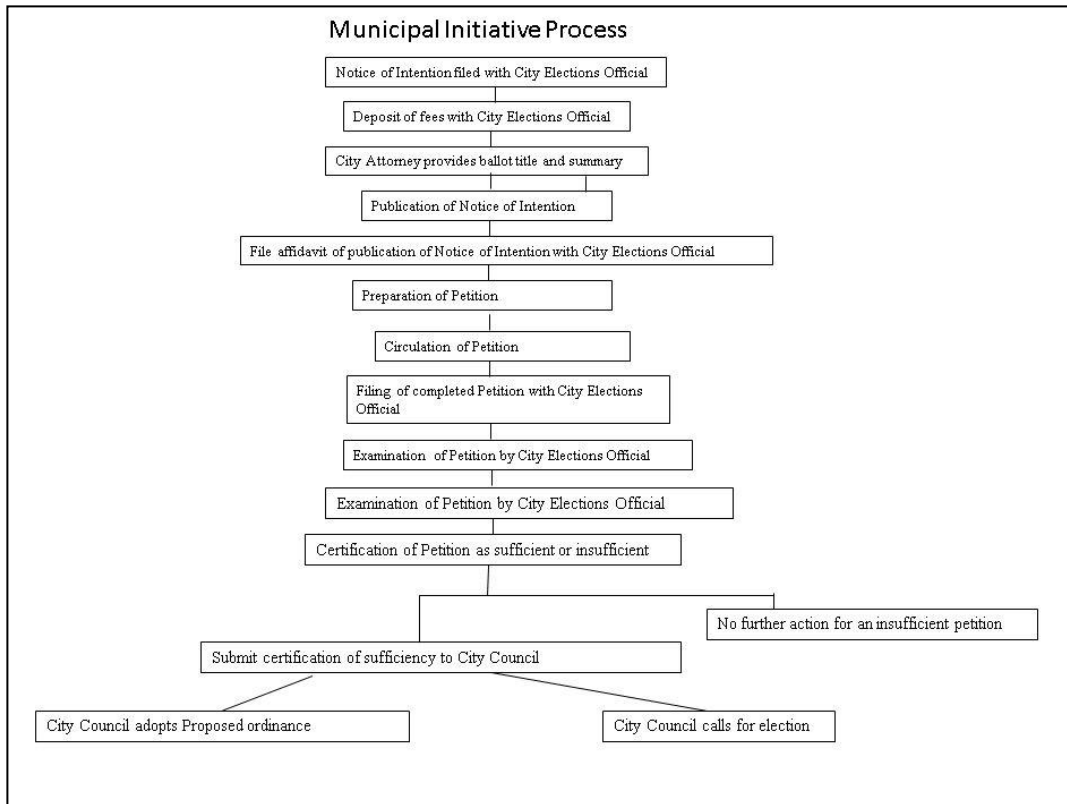 Municipal Initiative Process
Notice of Intention filed with City Elections Official
Deposit of fees with City Elections Official
City Attorney provides ballot title and summary
Publication of Notice of Intention
File affidavit of publication of Notice of Intention with City Elections Official
Preparation of Petition
Circulation of Petition
Filing of completed Petition with City Elections
Official
Examination of Petition by City Elections Official
Examination of Petition by City Elections Official
Certification of Petition as sufficient or insufficient
No further action for an insufficient petition
Submit certification of sufficiency to City Council
City Council adopts Proposed ordinance
City Council calls for election